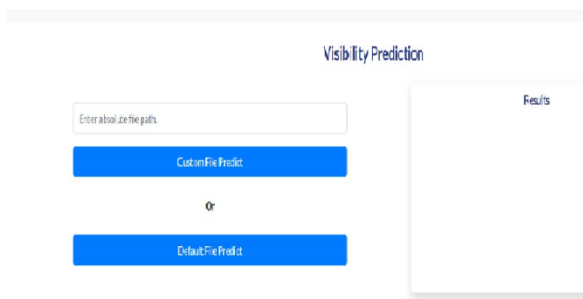 Visibility Prediction
Results
Enter absolute file path.
Custom File Predict
Or
Default File Predict